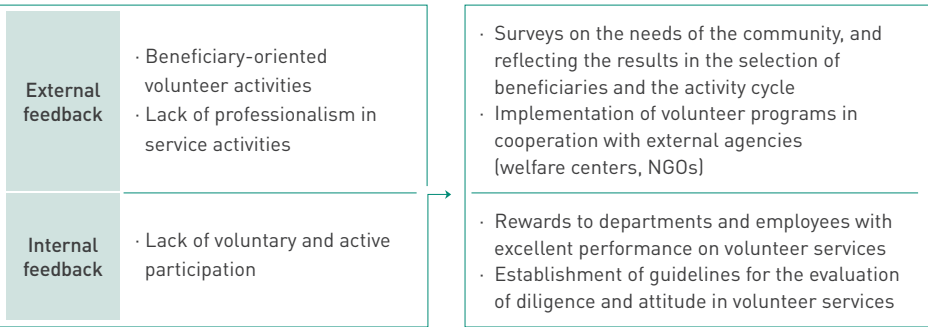 External
feedback
· Beneficiary-oriented
volunteer activities
· Lack of professionalism in
service activities
· Surveys on the needs of the community, and
reflecting the results in the selection of
beneficiaries and the activity cycle
· Implementation of volunteer programs in
cooperation with external agencies
(welfare centers, NGOs)
Internal
feedback
· Lack of voluntary and active
participation
· Rewards to departments and employees with
excellent performance on volunteer services
· Establishment of guidelines for the evaluation
of diligence and attitude in volunteer services